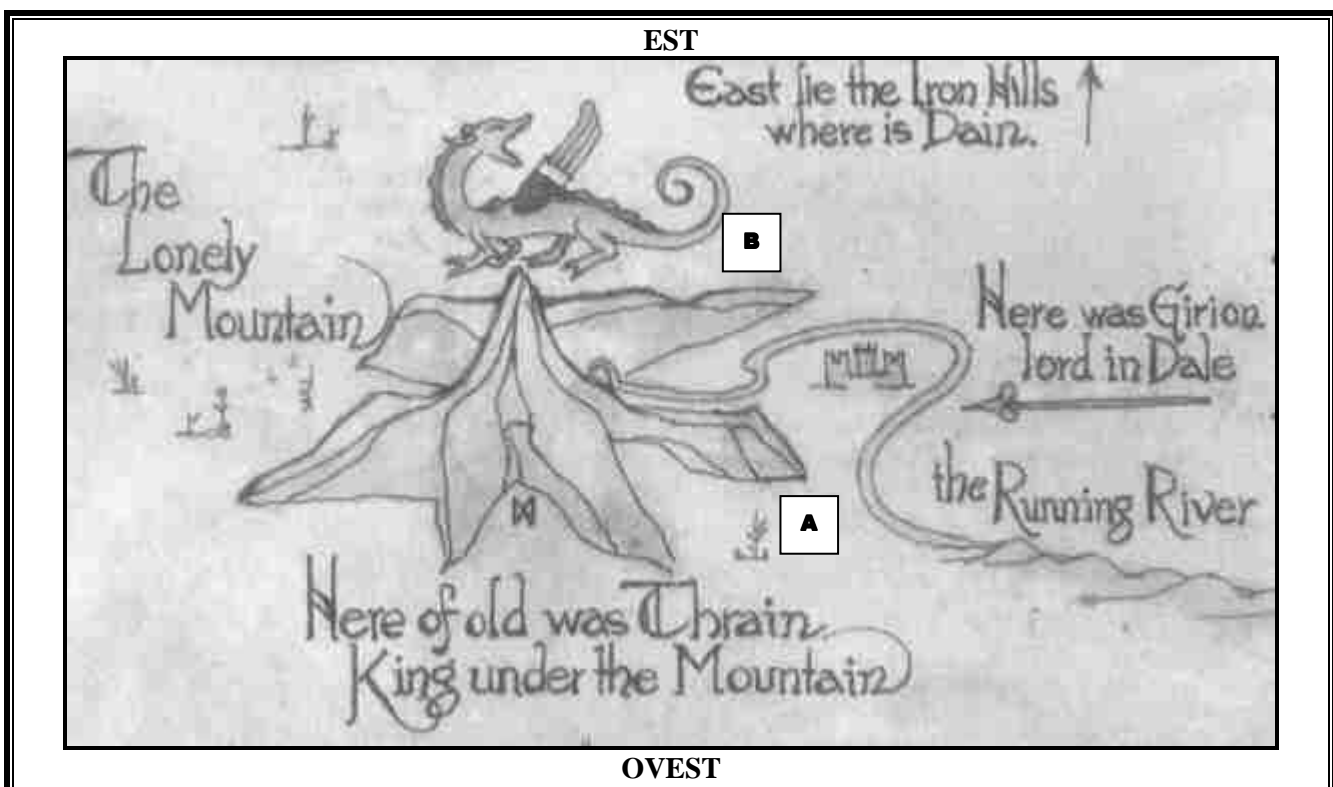 EST
East lie the Iron Hills
where is Dain.
The
Lonely
Mountain
B
Here was Girion
lord in Dale
the Running River
A
Here of old was Thrain
King under the Mountain
OVEST